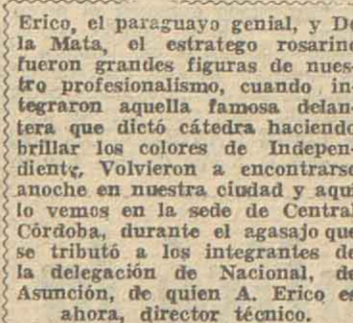 Erico, el paraguayo genial, y De
la Mata, el estratego rosarino
fueron grandes figuras de nues-
tro profesionalismo, cuando in-
tegraron aquella famosa delan-
tera que dictó cátedra haciendo
brillar los colores de Indepen-
diente. Volvieron a encontrarse
anoche en nuestra ciudad y aquí
lo vemos en la sede de Central
Córdoba, durante el agasajo que
se tributó a los integrantes de
la delegación de Nacional, de
Asunción, de quien A. Erico es
ahora, director técnico.